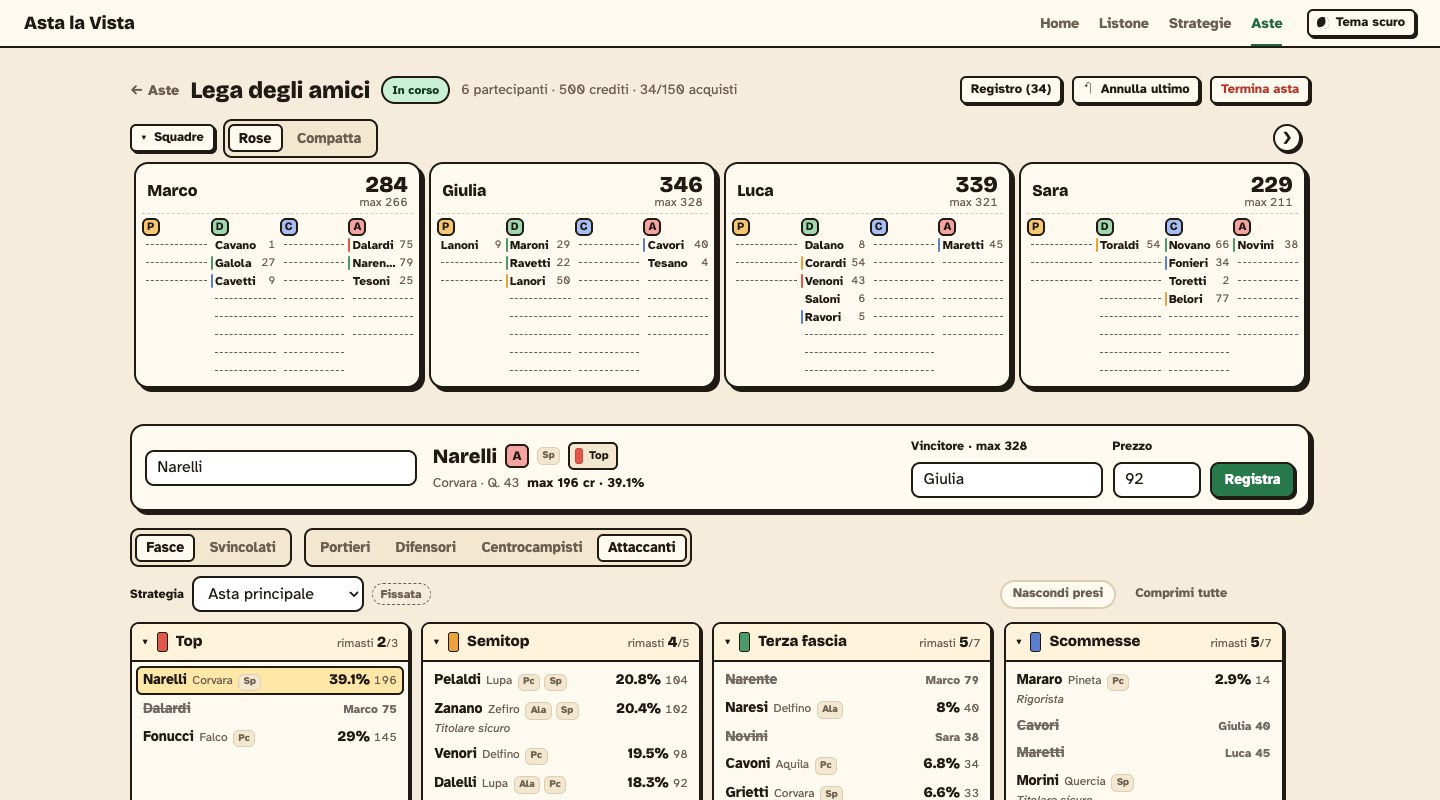 Asta la Vista
Home Listone Strategie Aste Tema scuro
← Aste Lega degli amici In corso 6 partecipanti · 500 crediti · 34/150 acquisti Registro (34) Annulla ultimo Termina asta
Squadre Rose Compatta
Marco 284
max 266
P D C A
Cavano 1 Dalardi 75
Galola 27 Naren... 79
Cavetti 9 Tesoni 25
Giulia 346
max 328
P D C A
Lanoni 9 Maroni 29 Cavori 40
Ravetti 22 Tesano 4
Lanori 50
Luca 339
max 321
P D C A
Dalano 8 Maretti 45
Corardi 54
Venoni 43
Saloni 6
Ravori 5
Sara 229
max 211
P D C A
Toraldi 54 Novano 66 Novini 38
Fonieri 34
Toretti 2
Belori 77
Narelli
Narelli A Sp Top
Corvara · Q. 43 max 196 cr · 39.1%
Vincitore · max 328 Prezzo
Giulia 92 Registra
Fasce Svincolati Portieri Difensori Centrocampisti Attaccanti
Strategia Asta principale Fissata Nascondi presi Comprimi tutte
Top rimasti 2/3
Narelli Corvara Sp 39.1% 196
Dalardi Marco 75
Fonucci Falco Pc 29% 145
Semitop rimasti 4/5
Pelaldi Lupa Pc Sp 20.8% 104
Zanano Zefiro Ala Sp 20.4% 102
Titolare sicuro
Venori Delfino Pc 19.5% 98
Dalelli Lupa Ala Pc 18.3% 92
Terza fascia rimasti 5/7
Narente Marco 79
Naresi Delfino Ala 8% 40
Novini Sara 38
Cavoni Aquila Pc 6.8% 34
Grietti Corvara Sp 6.6% 33
Scommesse rimasti 5/7
Mararo Pineta Pc 2.9% 14
Rigorista
Cavori Giulia 40
Maretti Luca 45
Morini Quercia Sp
Titolare sicuro